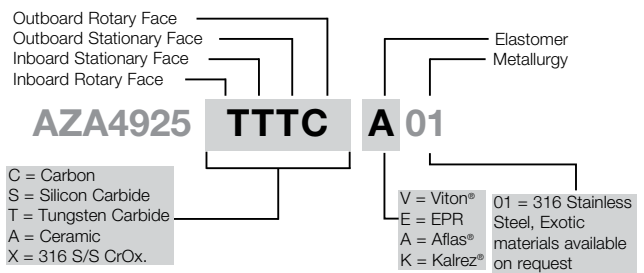 Outboard Rotary Face
Outboard Stationary Face
Inboard Stationary Face
Inboard Rotary Face
Elastomer
Metallurgy
AZA4925 TTTC A 01
C = Carbon
S = Silicon Carbide
T = Tungsten Carbide
A = Ceramic
X = 316 S/S CrOx.
V = Viton®
E = EPR
A = Aflas®
K = Kalrez®
01 = 316 Stainless
Steel, Exotic
materials available
on request